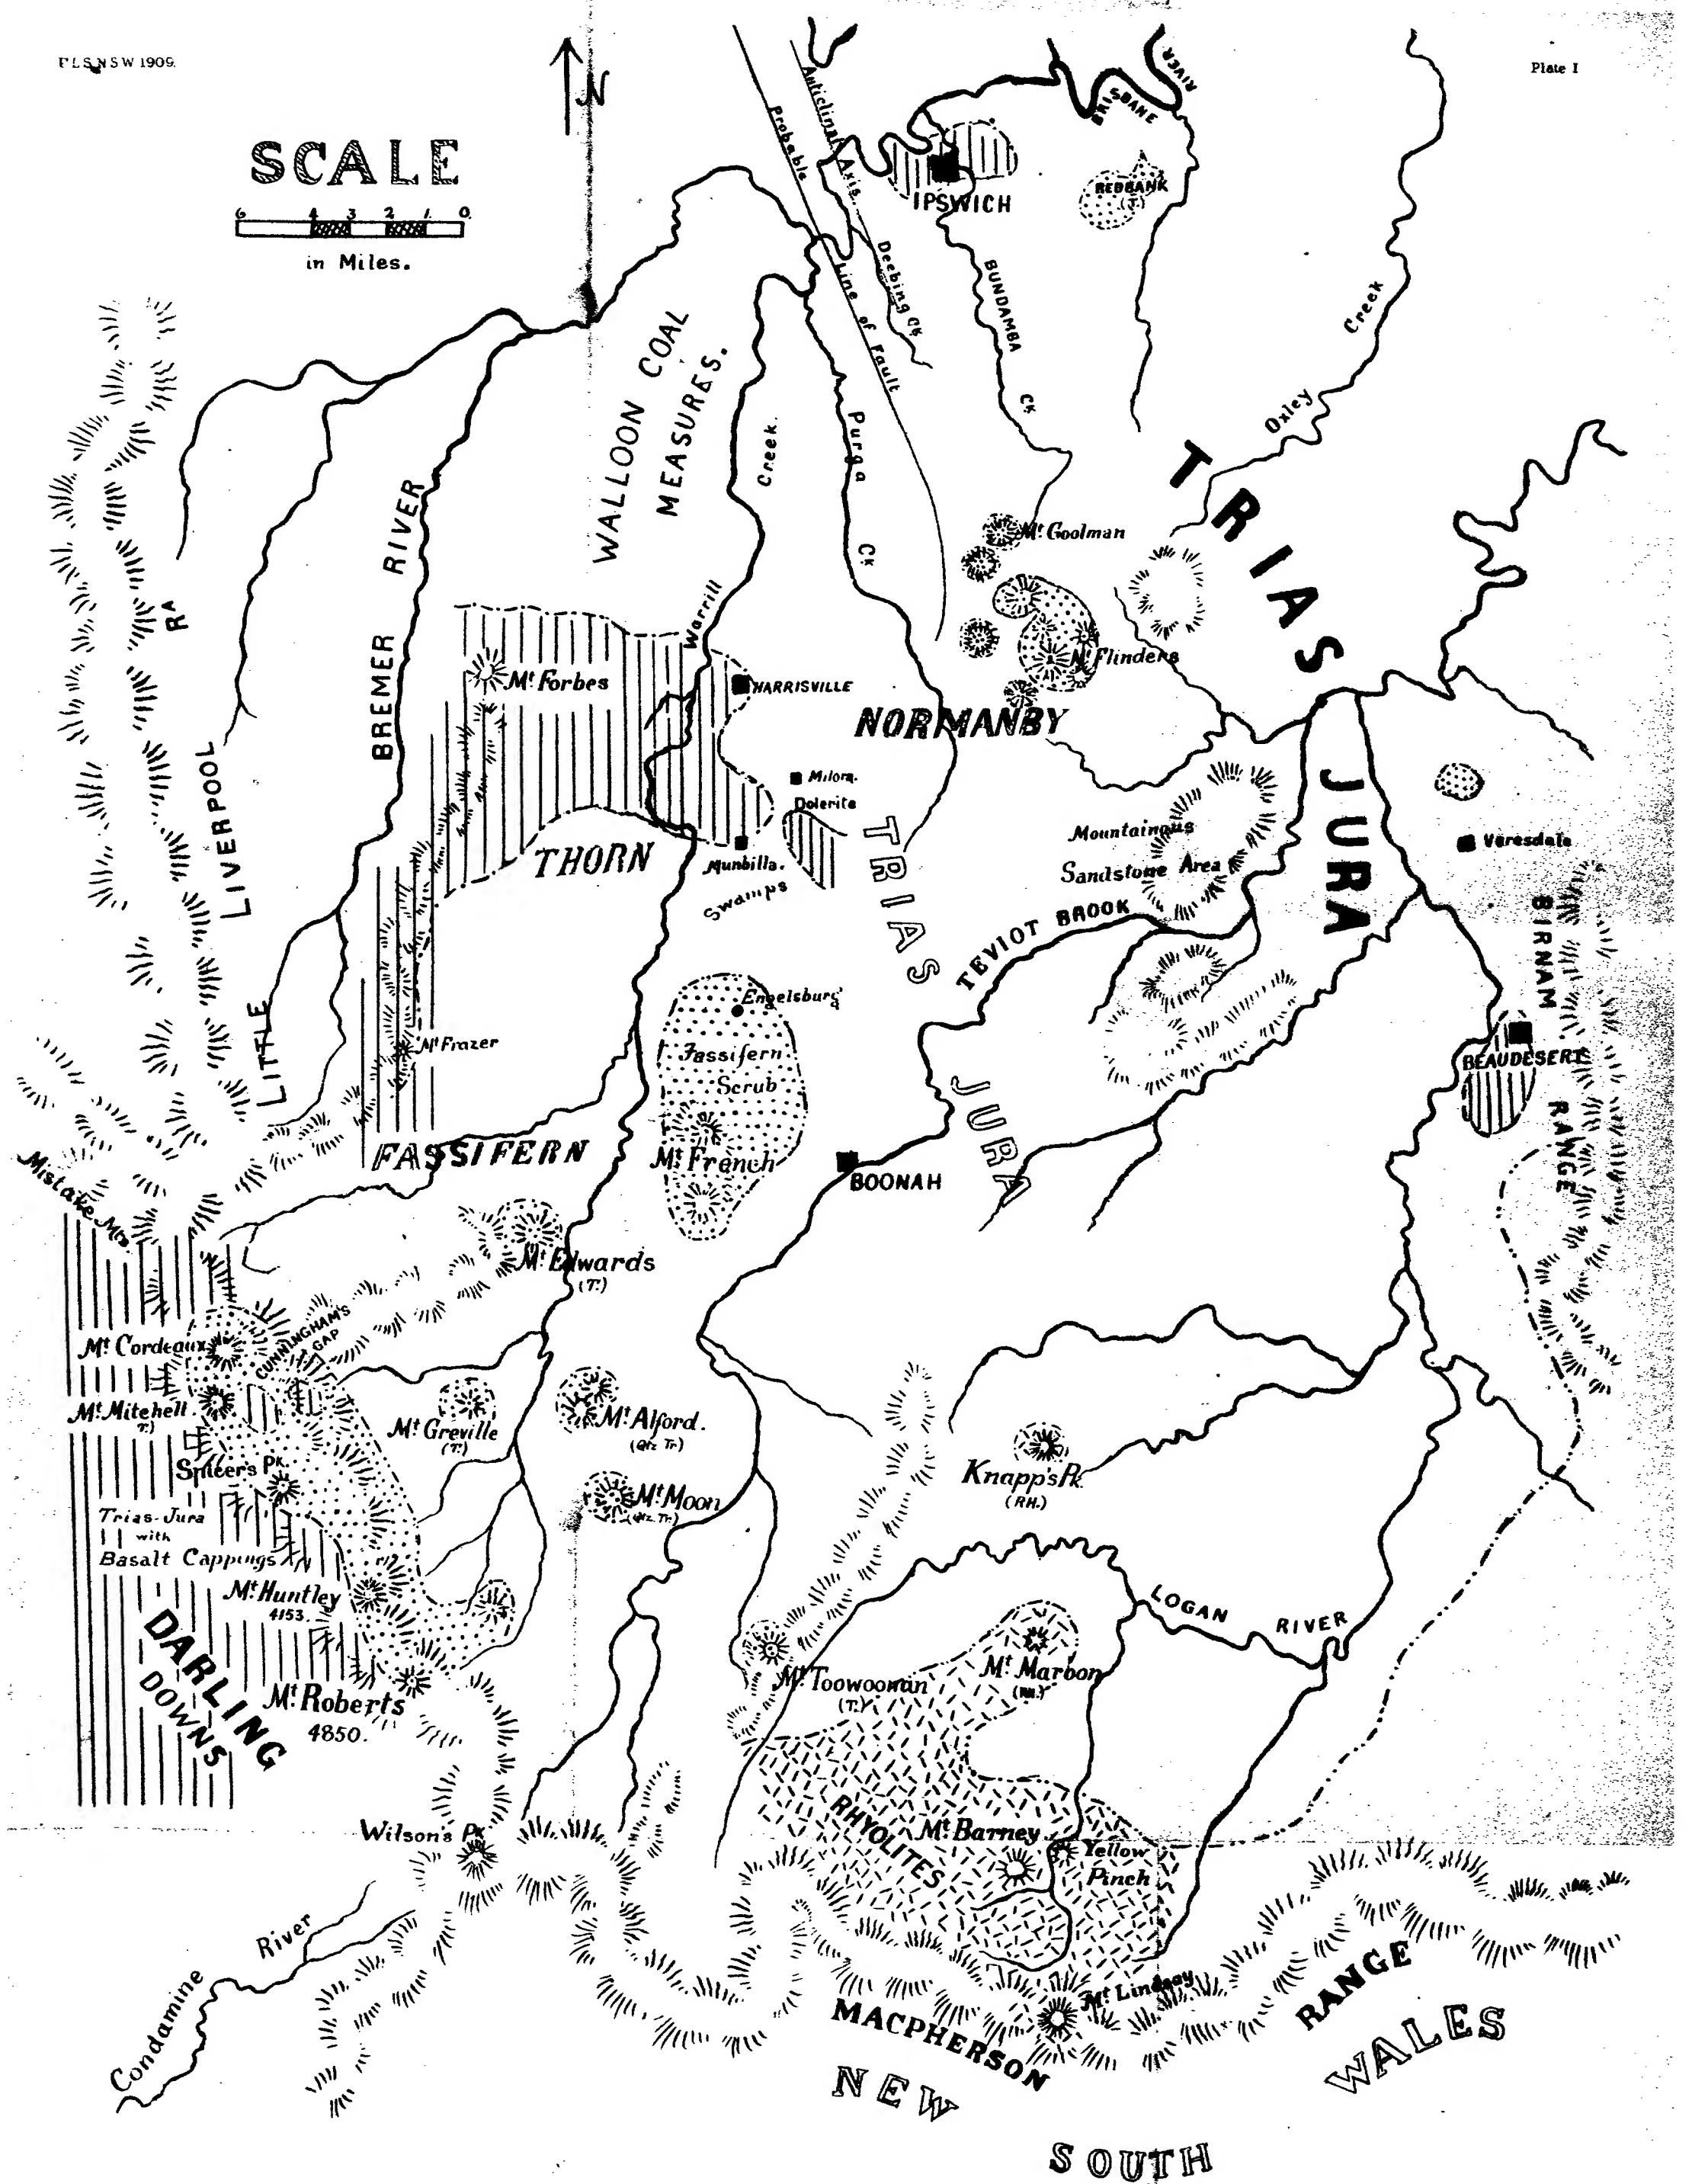 P.L.S.N.S.W 1909.
Plate I
N
SCALE
6 4 3 2 1 0
in Miles.
BRISBANE
RIVER
Anticlinal Axis
Probable
Line of Fault
IPSWICH
REDBANK
(T.)
Deebing Ck
BUNDAMBA
CK
Oxley
Creek
WALLOON COAL
MEASURES.
Warrill
Creek.
Purga
Ck
BREMER RIVER
TRIAS
JURA
Mt. Goolman
Mt. Flinders
LITTLE
LIVERPOOL
RA
Mt. Forbes
HARRISVILLE
NORMANBY
Milora.
Dolerite
THORN
Munbilla.
Swamps
TRIAS
JURA
Mountainous
Sandstone Area
Veresdale
TEVIOT BROOK
BIRNAM
RANGE
Engelsburg
Fassifern
Scrub
Mt. Frazer
BEAUDESERT
FASSIFERN
Mt. French
BOONAH
Mistake Mts.
Mt. Edwards
(T.)
Mt. Cordeaux
CUNNINGHAM'S
GAP
Mt. Mitchell
T.)
Mt. Greville
(T.)
Mt. Alford.
(Qtz Tr.)
Spicer's Pk.
Knapp's Pk.
(RH.)
Mt. Moon
(Qtz. Tr.)
Trias-Jura
with
Basalt Cappings
Mt. Huntley
4153.
LOGAN RIVER
DARLING
DOWNS
Mt. Roberts
4850.
Mt. Toowoonan
(T.)
Mt. Marbon
(RH.)
RHYOLITES
Mt. Barney
Yellow
Pinch
Wilson's Pk
Condamine River
Mt. Lindsay
MACPHERSON
RANGE
NEW
SOUTH
WALES